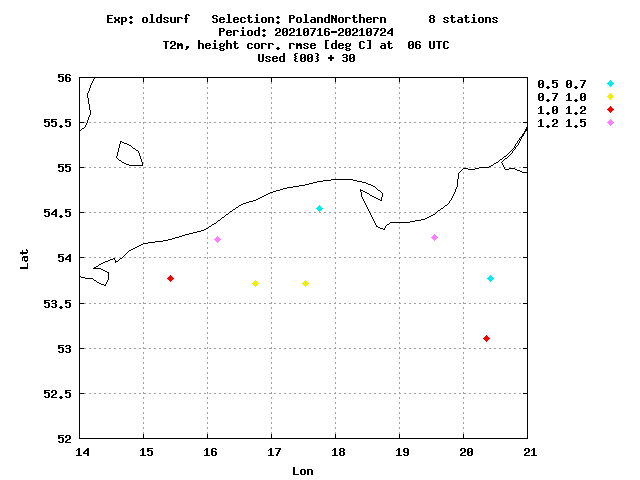 Exp: oldsurf Selection: PolandNorthern 8 stations
Period: 20210716-20210724
T2m, height corr. rmse [deg C] at 06 UTC
Used {00} + 30
0.5 0.7
0.7 1.0
1.0 1.2
1.2 1.5
56
55.5
55
54.5
54
53.5
53
52.5
52
Lat
14 15 16 17 18 19 20 21
Lon